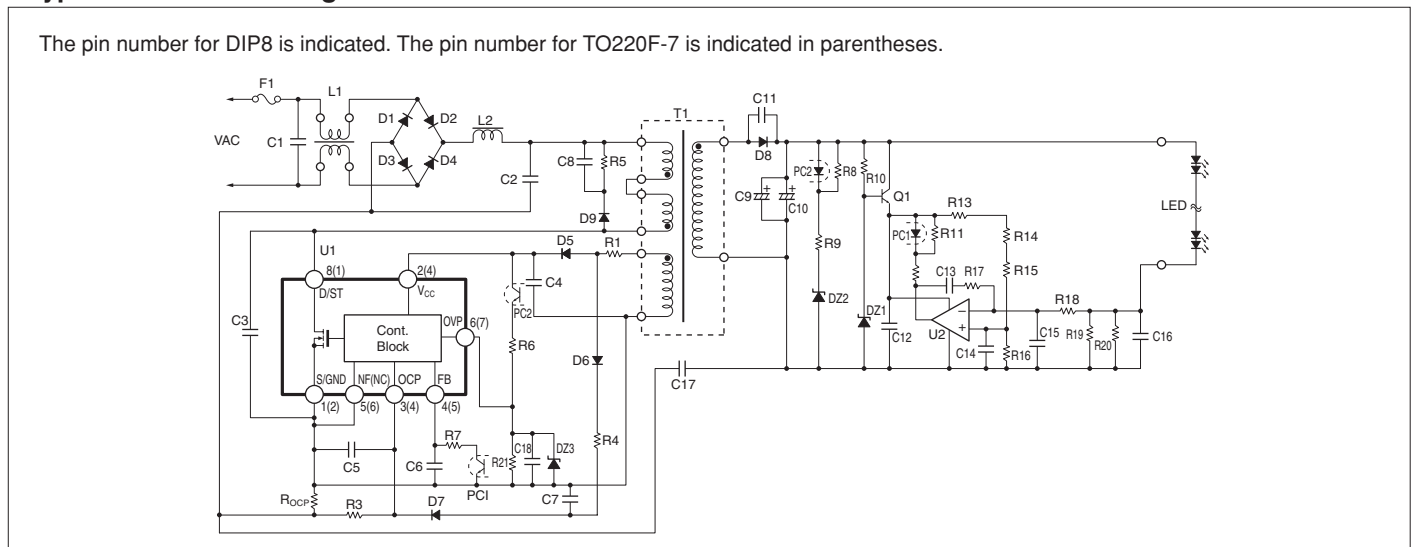 The pin number for DIP8 is indicated. The pin number for TO220F-7 is indicated in parentheses.
F1
L1
T1
C11
D1
D2
L2
VAC
C1
D3
D4
C2
C8
R5
D9
D8
C9
C10
PC2
R8
R10
Q1
R13
LED
PC1
R11
R14
R9
R15
C13
R17
R18
DZ2
DZ1
C12
U2
C14
R16
C15
R19
R20
C16
C17
U1
8(1)
D/ST
2(4)
VCC
D5
R1
C4
PC2
C3
Cont.
Block
OVP
6(7)
R6
D6
S/GND
NF(NC)
OCP
FB
1(2)
5(6)
3(4)
4(5)
R7
C5
C6
PCI
R21
C18
DZ3
R4
ROCP
R3
D7
C7